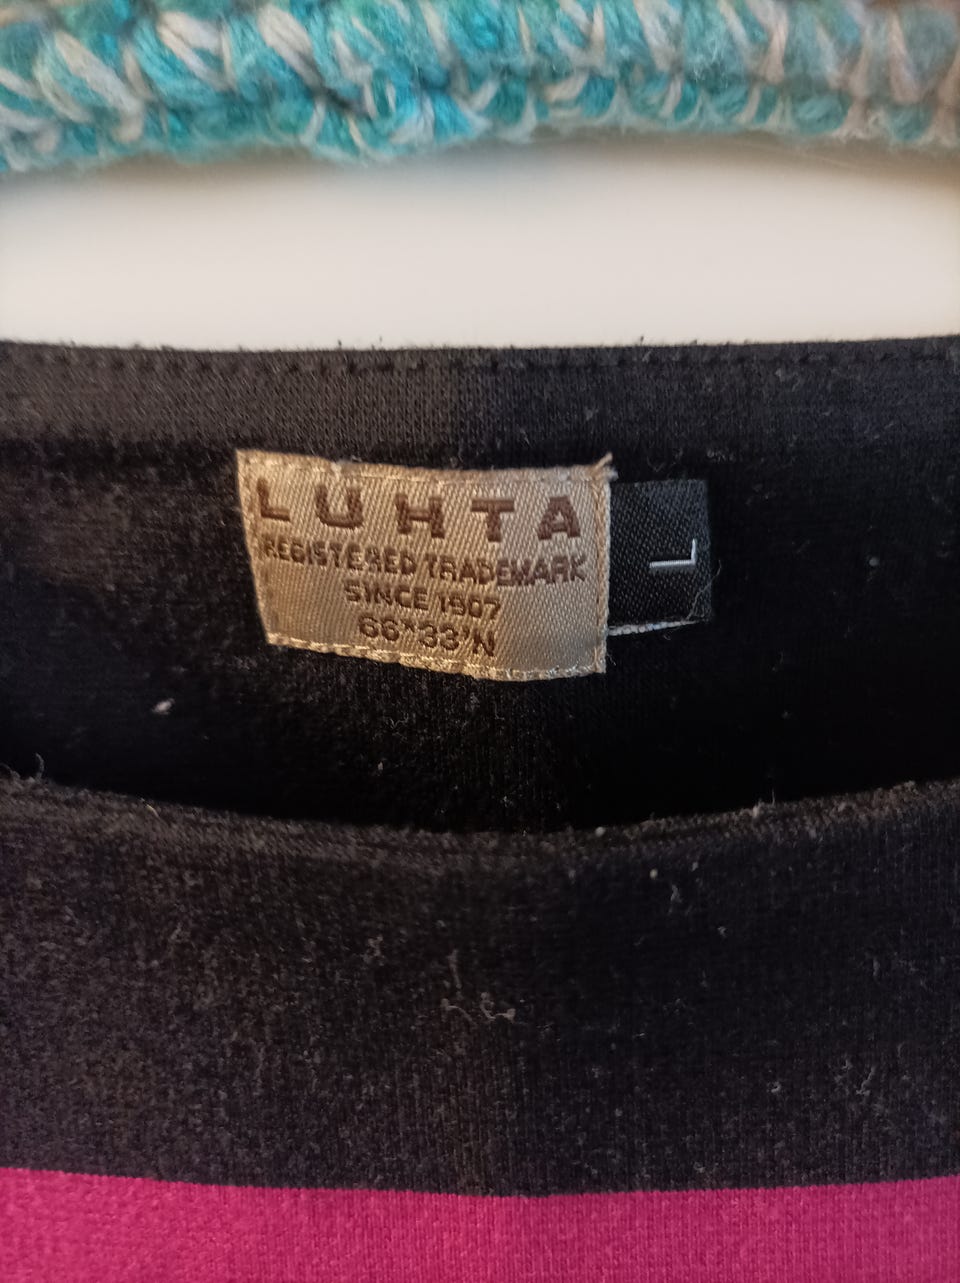 LUHTA
REGISTERED TRADEMARK
SINCE 1907
66°33'N
L